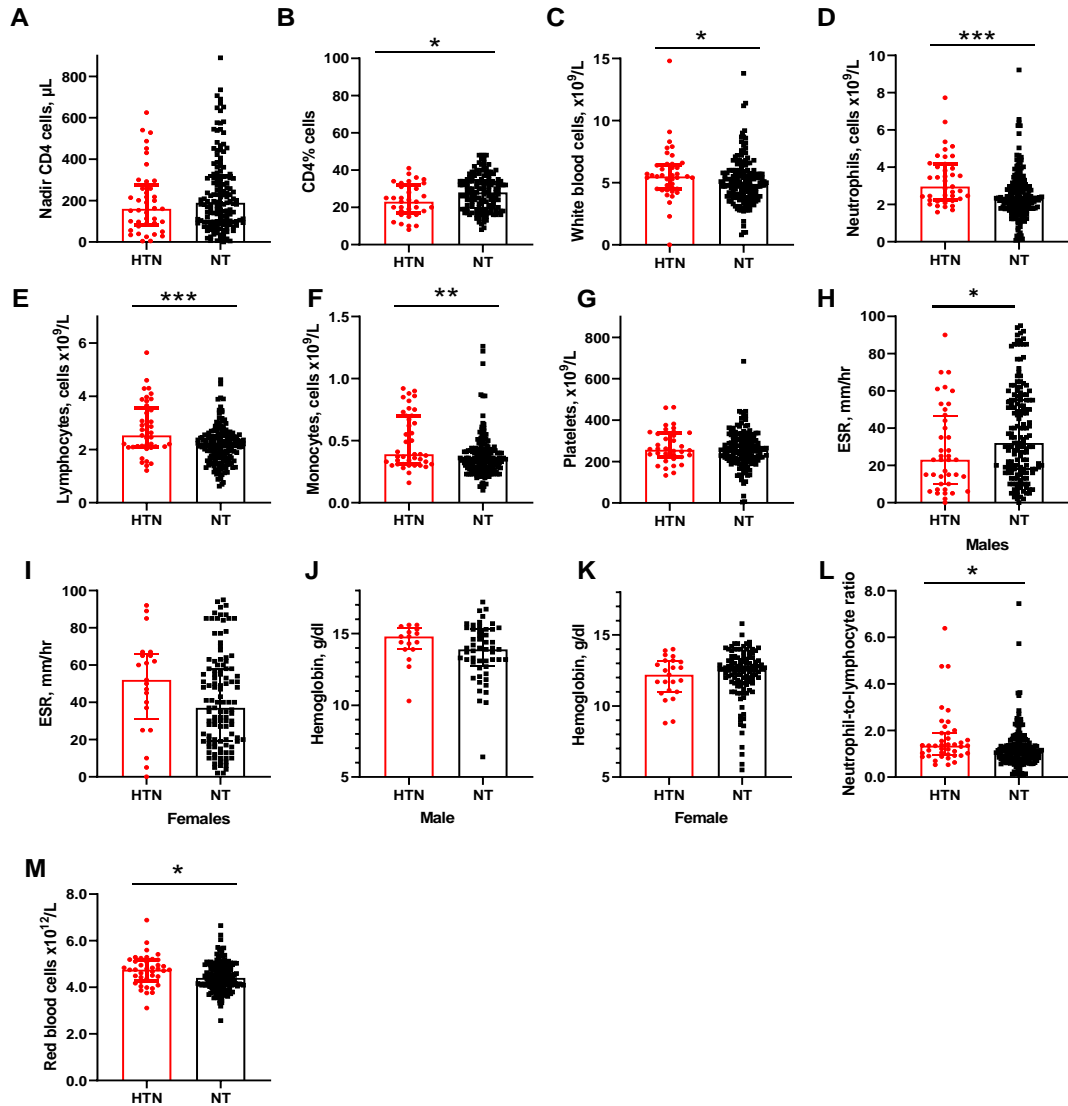 A
Nadir CD4 cells, µL
800
600
400
200
0
HTN NT
B
*
CD4% cells
100
80
60
40
20
0
HTN NT
C
*
White blood cells, x10⁹/L
15
10
5
0
HTN NT
D
***
Neutrophils, cells x10⁹/L
10
8
6
4
2
0
HTN NT
E
***
Lymphocytes, cells x10⁹/L
6
4
2
0
HTN NT
F
**
Monocytes, cells x10⁹/L
1.5
1.0
0.5
0.0
HTN NT
G
Platelets, x10⁹/L
800
600
400
200
0
HTN NT
H
*
ESR, mm/hr
100
80
60
40
20
0
HTN NT
Males
I
ESR, mm/hr
100
80
60
40
20
0
HTN NT
Females
J
Hemoglobin, g/dl
15
10
5
HTN NT
Male
K
Hemoglobin, g/dl
15
10
5
HTN NT
Female
L
*
Neutrophil-to-lymphocyte ratio
8.0
6.0
4.0
2.0
0.0
HTN NT
M
*
Red blood cells x10¹²/L
8.0
6.0
4.0
2.0
0.0
HTN NT